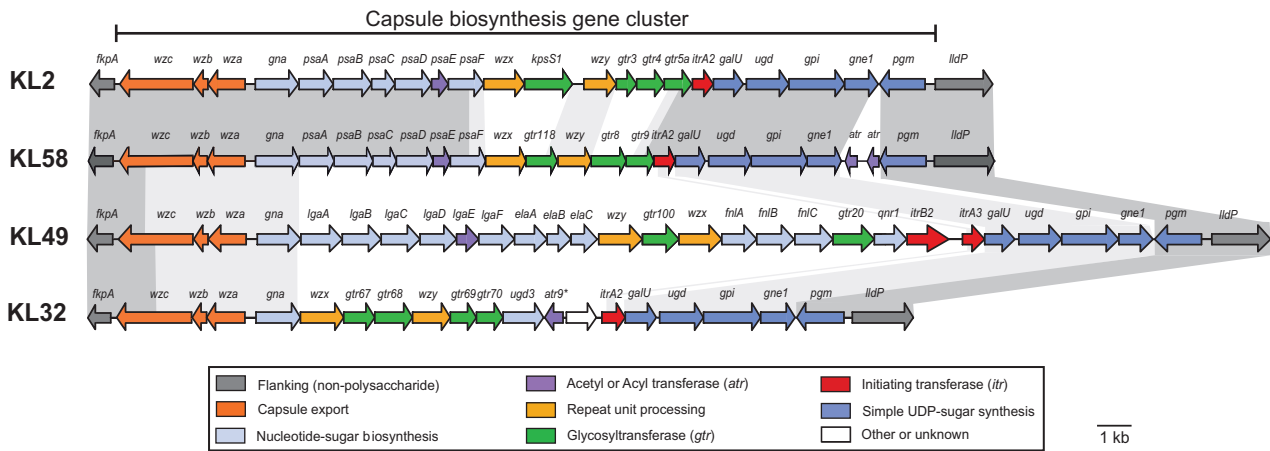 Capsule biosynthesis gene cluster
fkpA wzc wzb wza gna psaA psaB psaC psaD psaE psaF wzx kpsS1 wzy gtr3 gtr4 gtr5a itrA2 galU ugd gpi gne1 pgm lldP
KL2
fkpA wzc wzb wza gna psaA psaB psaC psaD psaE psaF wzx gtr118 wzy gtr8 gtr9 itrA2 galU ugd gpi gne1 atr atr pgm lldP
KL58
fkpA wzc wzb wza gna lgaA lgaB lgaC lgaD lgaE lgaF elaA elaB elaC wzy gtr100 wzx fnlA fnlB fnlC gtr20 qnr1 itrB2 itrA3 galU ugd gpi gne1 pgm lldP
KL49
fkpA wzc wzb wza gna wzx gtr67 gtr68 wzy gtr69 gtr70 ugd3 atr9* itrA2 galU ugd gpi gne1 pgm lldP
KL32
Flanking (non-polysaccharide)
Capsule export
Nucleotide-sugar biosynthesis
Acetyl or Acyl transferase (atr)
Repeat unit processing
Glycosyltransferase (gtr)
Initiating transferase (itr)
Simple UDP-sugar synthesis
Other or unknown
1 kb